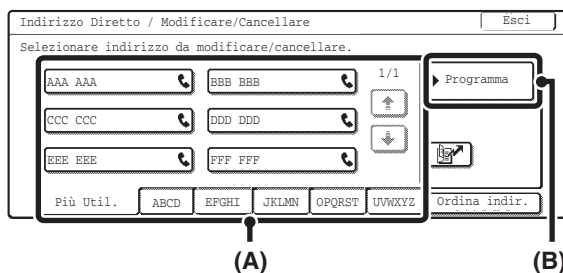 Indirizzo Diretto / Modificare/Cancellare Esci
Selezionare indirizzo da modificare/cancellare.
AAA AAA BBB BBB 1/1 Programma
CCC CCC DDD DDD
EEE EEE FFF FFF
Più Util. ABCD EFGHI JKLMN OPQRST UVWXYZ Ordina indir.
(A) (B)